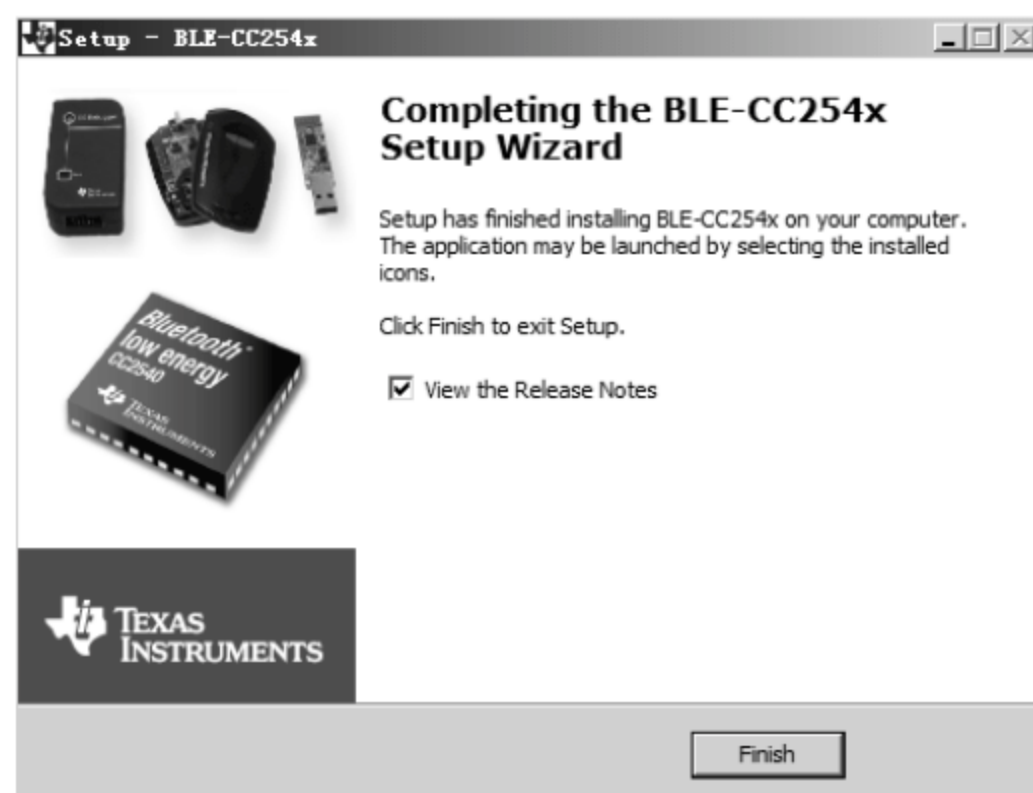 Setup - BLE-CC254x
Completing the BLE-CC254x
Setup Wizard
Setup has finished installing BLE-CC254x on your computer.
The application may be launched by selecting the installed
icons.
Click Finish to exit Setup.
View the Release Notes
Bluetooth
low energy
CC2540
TEXAS
INSTRUMENTS
TEXAS
INSTRUMENTS
Finish